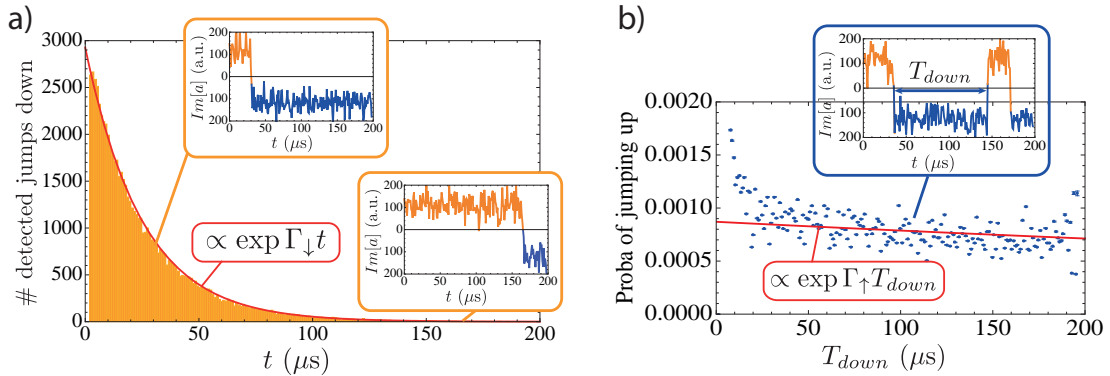 a)
# detected jumps down
3000
2500
2000
1500
1000
500
0
0 50 100 150 200
t (μs)
∝ exp Γ↓t
Im[a] (a.u.)
200
100
0
100
200
0 50 100 150 200
t (μs)
Im[a] (a.u.)
200
100
0
100
200
0 50 100 150 200
t (μs)
b)
Proba of jumping up
0.0020
0.0015
0.0010
0.0005
0.0000
0 50 100 150 200
T_down (μs)
∝ exp Γ↑T_down
Im[a] (a.u.)
200
100
0
100
200
T_down
0 50 100 150 200
t (μs)